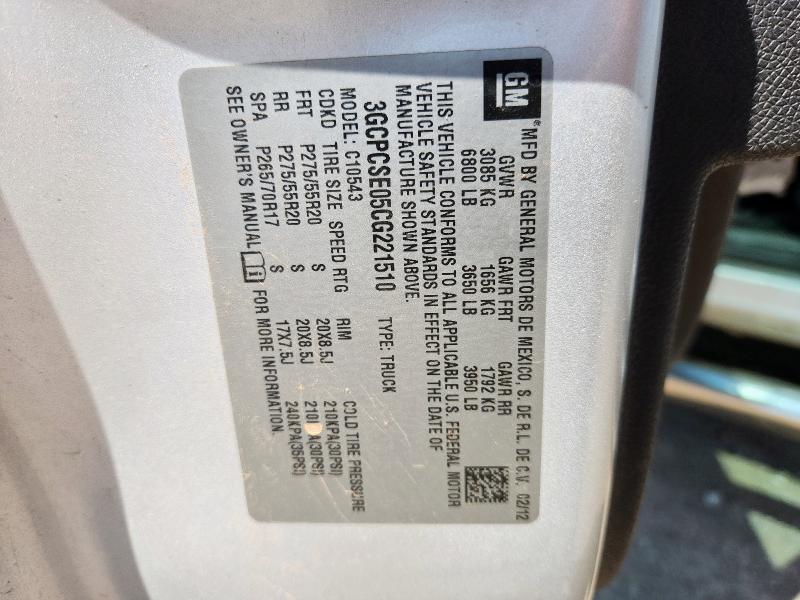 GM
®MFD BY GENERAL MOTORS DE MEXICO, S. DE R.L. DE C.V. 02/12
GVWR GAWR FRT GAWR RR
3085 KG 1656 KG 1792 KG
6800 LB 3650 LB 3950 LB
THIS VEHICLE CONFORMS TO ALL APPLICABLE U.S. FEDERAL MOTOR
VEHICLE SAFETY STANDARDS IN EFFECT ON THE DATE OF
MANUFACTURE SHOWN ABOVE.
3GCPCSE05CG221510 TYPE: TRUCK
MODEL: C10543
CDKD TIRE SIZE SPEED RTG RIM COLD TIRE PRESSURE
FRT P275/55R20 S 20X8.5J 210KPA(30PSI)
RR P275/55R20 S 20X8.5J 210KPA(30PSI)
SPA P265/70R17 S 17X7.5J 240KPA(35PSI)
SEE OWNER'S MANUAL FOR MORE INFORMATION.